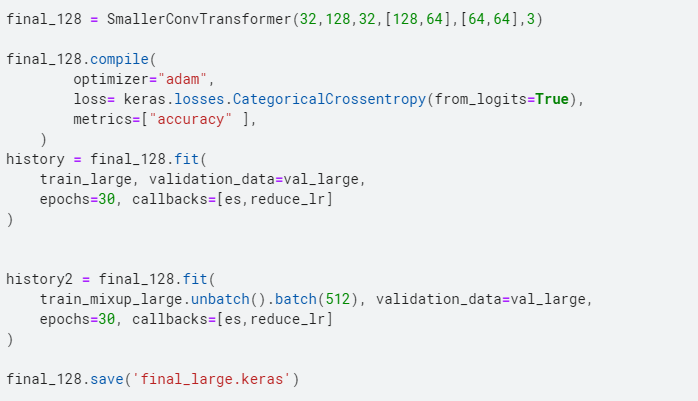 final_128 = SmallerConvTransformer(32,128,32,[128,64],[64,64],3)
final_128.compile(
optimizer="adam",
loss= keras.losses.CategoricalCrossentropy(from_logits=True),
metrics=["accuracy" ],
)
history = final_128.fit(
train_large, validation_data=val_large,
epochs=30, callbacks=[es,reduce_lr]
)
history2 = final_128.fit(
train_mixup_large.unbatch().batch(512), validation_data=val_large,
epochs=30, callbacks=[es,reduce_lr]
)
final_128.save('final_large.keras')